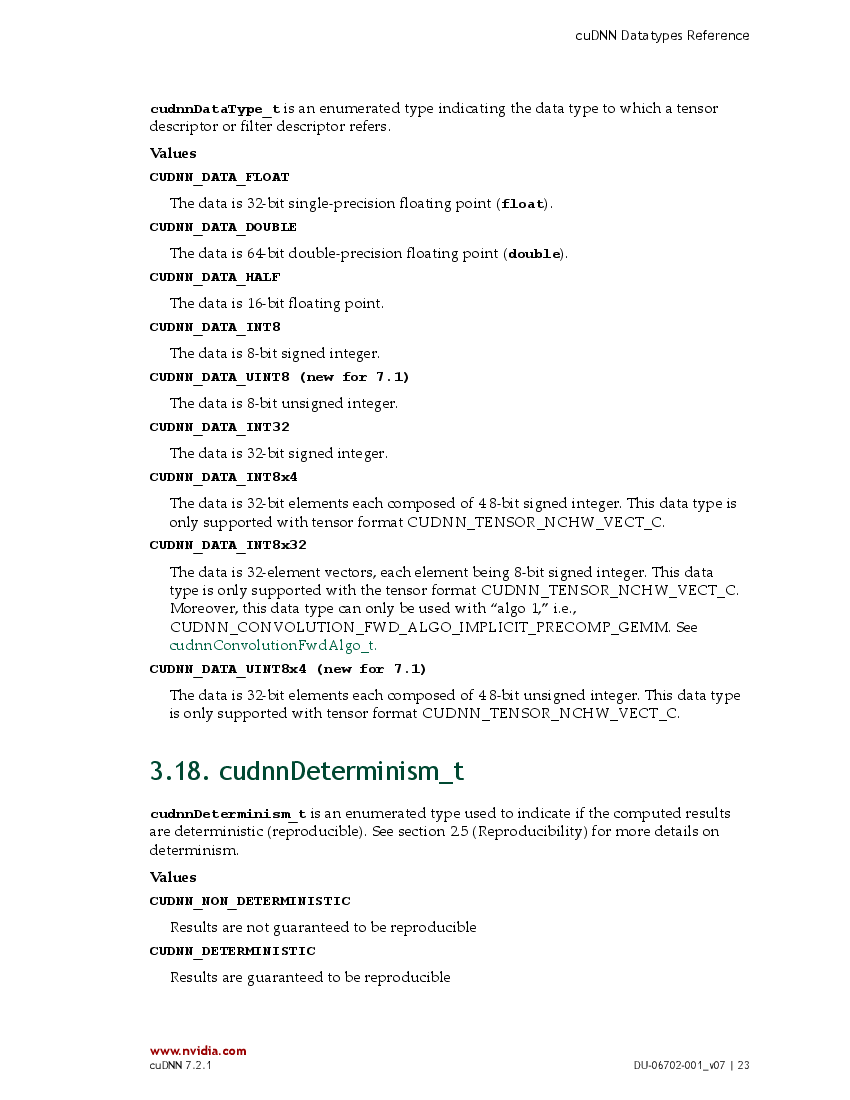 cuDNN Datatypes Reference
cudnnDataType_t is an enumerated type indicating the data type to which a tensor
descriptor or filter descriptor refers.
Values
CUDNN_DATA_FLOAT
The data is 32-bit single-precision floating point (float).
CUDNN_DATA_DOUBLE
The data is 64-bit double-precision floating point (double).
CUDNN_DATA_HALF
The data is 16-bit floating point.
CUDNN_DATA_INT8
The data is 8-bit signed integer.
CUDNN_DATA_UINT8 (new for 7.1)
The data is 8-bit unsigned integer.
CUDNN_DATA_INT32
The data is 32-bit signed integer.
CUDNN_DATA_INT8x4
The data is 32-bit elements each composed of 4 8-bit signed integer. This data type is
only supported with tensor format CUDNN_TENSOR_NCHW_VECT_C.
CUDNN_DATA_INT8x32
The data is 32-element vectors, each element being 8-bit signed integer. This data
type is only supported with the tensor format CUDNN_TENSOR_NCHW_VECT_C.
Moreover, this data type can only be used with “algo 1,” i.e.,
CUDNN_CONVOLUTION_FWD_ALGO_IMPLICIT_PRECOMP_GEMM. See
cudnnConvolutionFwdAlgo_t.
CUDNN_DATA_UINT8x4 (new for 7.1)
The data is 32-bit elements each composed of 4 8-bit unsigned integer. This data type
is only supported with tensor format CUDNN_TENSOR_NCHW_VECT_C.
3.18. cudnnDeterminism_t
cudnnDeterminism_t is an enumerated type used to indicate if the computed results
are deterministic (reproducible). See section 2.5 (Reproducibility) for more details on
determinism.
Values
CUDNN_NON_DETERMINISTIC
Results are not guaranteed to be reproducible
CUDNN_DETERMINISTIC
Results are guaranteed to be reproducible
www.nvidia.com
cuDNN 7.2.1
DU-06702-001_v07 | 23